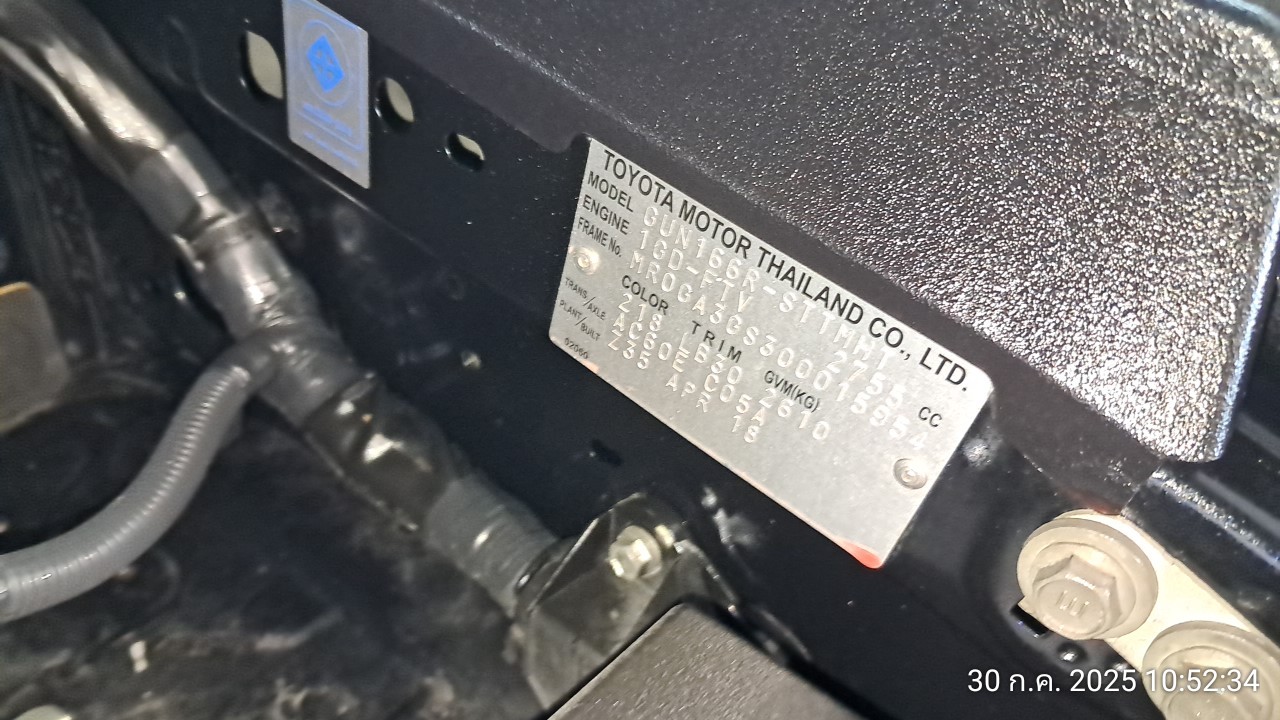 TOYOTA MOTOR THAILAND CO., LTD.
MODEL GUN166R-STTMHT
ENGINE 1GD-FTV 2755 CC
FRAME No. MR0GA3GS300015954
COLOR TRIM GVM(KG)
218 LB30 2610
TRANS/AXLE AC60E C05A
PLANT/BUILT Z35 APR 18
62060
30 ก.ค. 2025 10:52:34